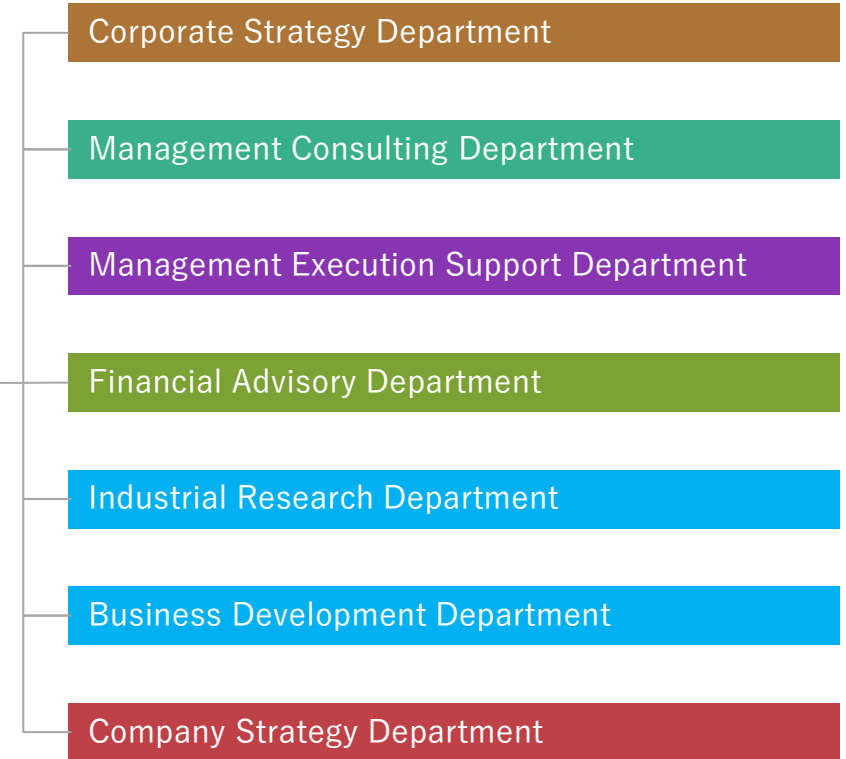 Corporate Strategy Department
Management Consulting Department
Management Execution Support Department
Financial Advisory Department
Industrial Research Department
Business Development Department
Company Strategy Department